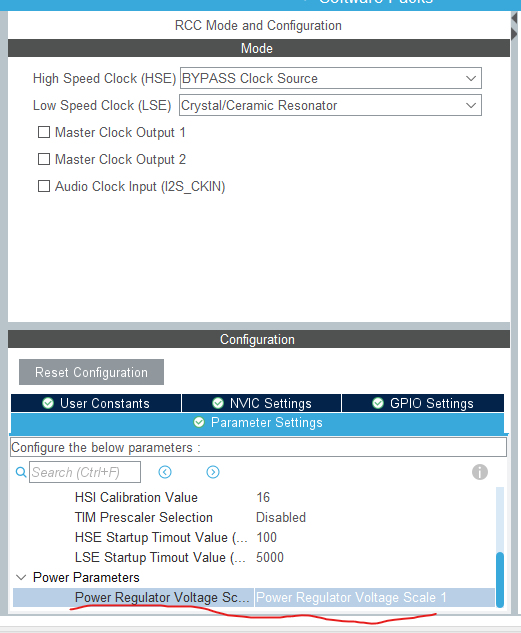 Software Packs
RCC Mode and Configuration
Mode
High Speed Clock (HSE) BYPASS Clock Source
Low Speed Clock (LSE) Crystal/Ceramic Resonator
Master Clock Output 1
Master Clock Output 2
Audio Clock Input (I2S_CKIN)
Configuration
Reset Configuration
User Constants NVIC Settings GPIO Settings
Parameter Settings
Configure the below parameters :
Search (Ctrl+F)
HSI Calibration Value 16
TIM Prescaler Selection Disabled
HSE Startup Timout Value (... 100
LSE Startup Timout Value (... 5000
Power Parameters
Power Regulator Voltage Sc... Power Regulator Voltage Scale 1